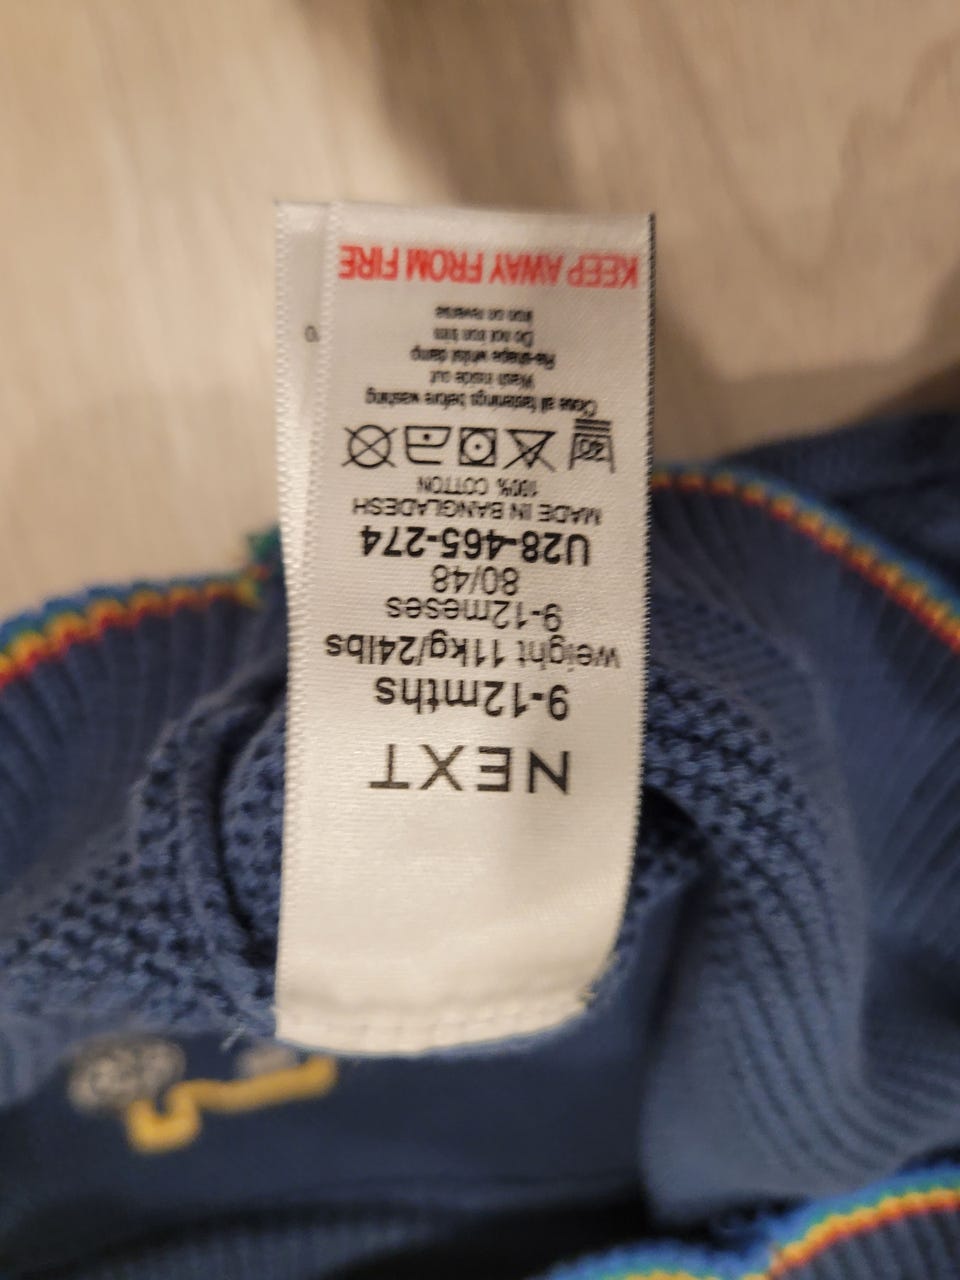 NEXT
9-12mths
weight 11kg/24lbs
9-12meses
80/48
U28-465-274
MADE IN BANGLADESH
100% COTTON
40
Close all fastenings before washing
Wash inside out
Re-shape whilst damp
Do not iron trim
Iron on reverse
KEEP AWAY FROM FIRE